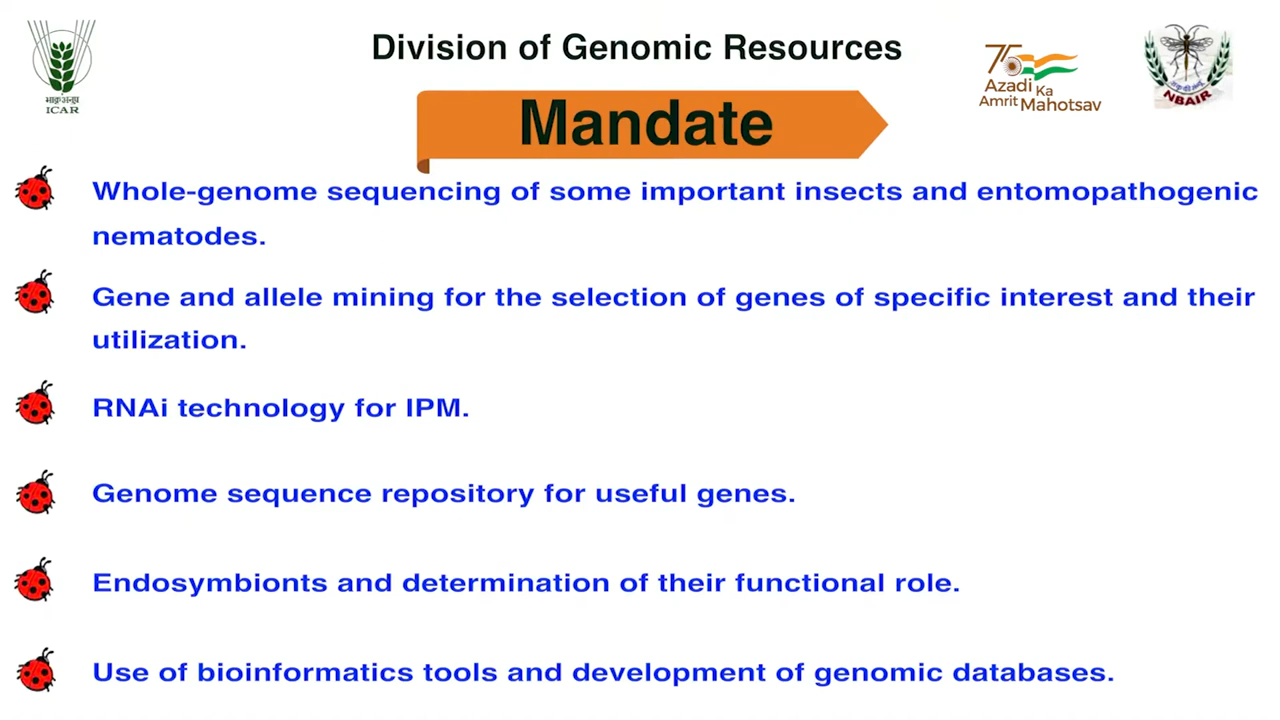 Division of Genomic Resources
ICAR
75
Azadi
Ka
Amrit Mahotsav
NBAIR
Mandate
Whole-genome sequencing of some important insects and entomopathogenic
nematodes.
Gene and allele mining for the selection of genes of specific interest and their
utilization.
RNAi technology for IPM.
Genome sequence repository for useful genes.
Endosymbionts and determination of their functional role.
Use of bioinformatics tools and development of genomic databases.